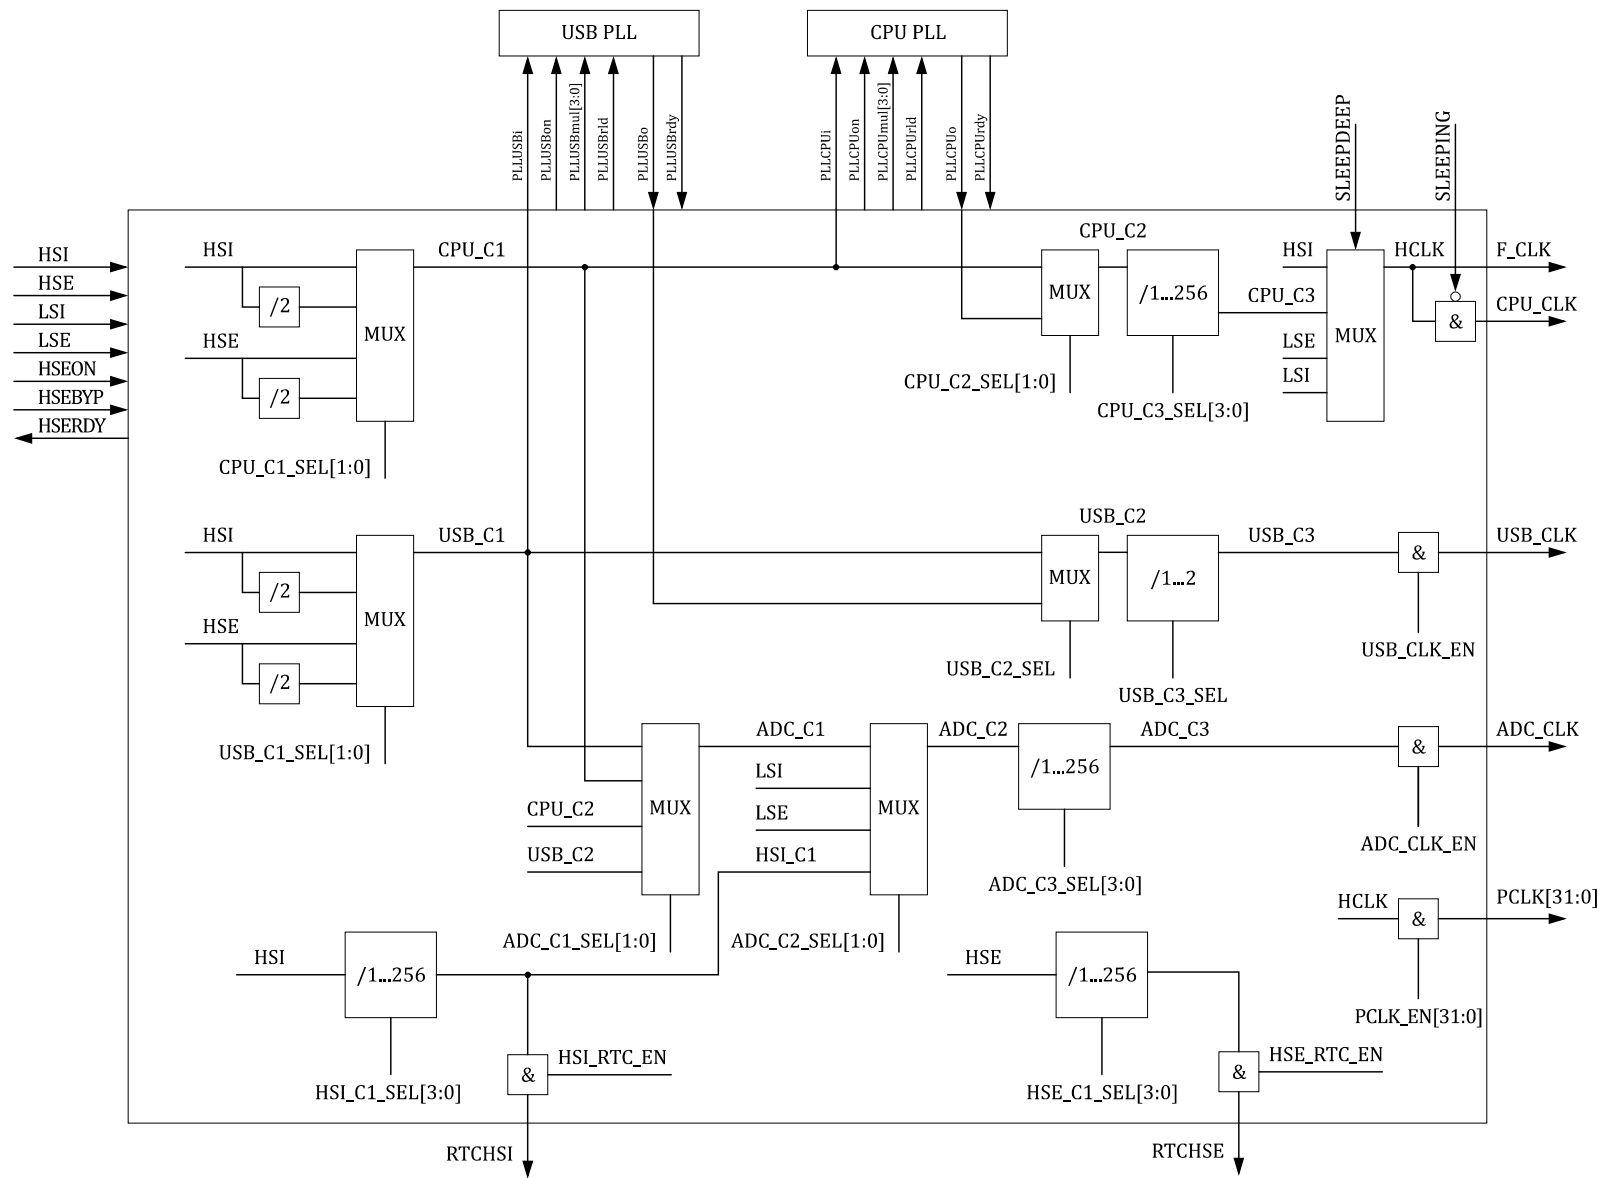 USB PLL
CPU PLL
PLLUSBi
PLLUSBon
PLLUSBmul[3:0]
PLLUSBrld
PLLUSBo
PLLUSBrdy
PLLCPUi
PLLCPUon
PLLCPUmul[3:0]
PLLCPUrld
PLLCPUo
PLLCPUrdy
SLEEPDEEP
SLEEPING
HSI
HSE
LSI
LSE
HSEON
HSEBYP
HSERDY
HSI
/2
HSE
/2
MUX
CPU_C1
CPU_C1_SEL[1:0]
CPU_C2
MUX
/1...256
CPU_C2_SEL[1:0]
CPU_C3_SEL[3:0]
HSI
CPU_C3
LSE
LSI
MUX
HCLK
&
F_CLK
CPU_CLK
HSI
/2
HSE
/2
MUX
USB_C1
USB_C1_SEL[1:0]
USB_C2
MUX
/1...2
USB_C3
&
USB_CLK
USB_C2_SEL
USB_C3_SEL
USB_CLK_EN
CPU_C2
USB_C2
MUX
ADC_C1
LSI
LSE
HSI_C1
MUX
ADC_C2
/1...256
ADC_C3
&
ADC_CLK
ADC_C1_SEL[1:0]
ADC_C2_SEL[1:0]
ADC_C3_SEL[3:0]
ADC_CLK_EN
HCLK
&
PCLK[31:0]
PCLK_EN[31:0]
HSI
/1...256
HSI_C1_SEL[3:0]
&
HSI_RTC_EN
RTCHSI
HSE
/1...256
HSE_C1_SEL[3:0]
&
HSE_RTC_EN
RTCHSE